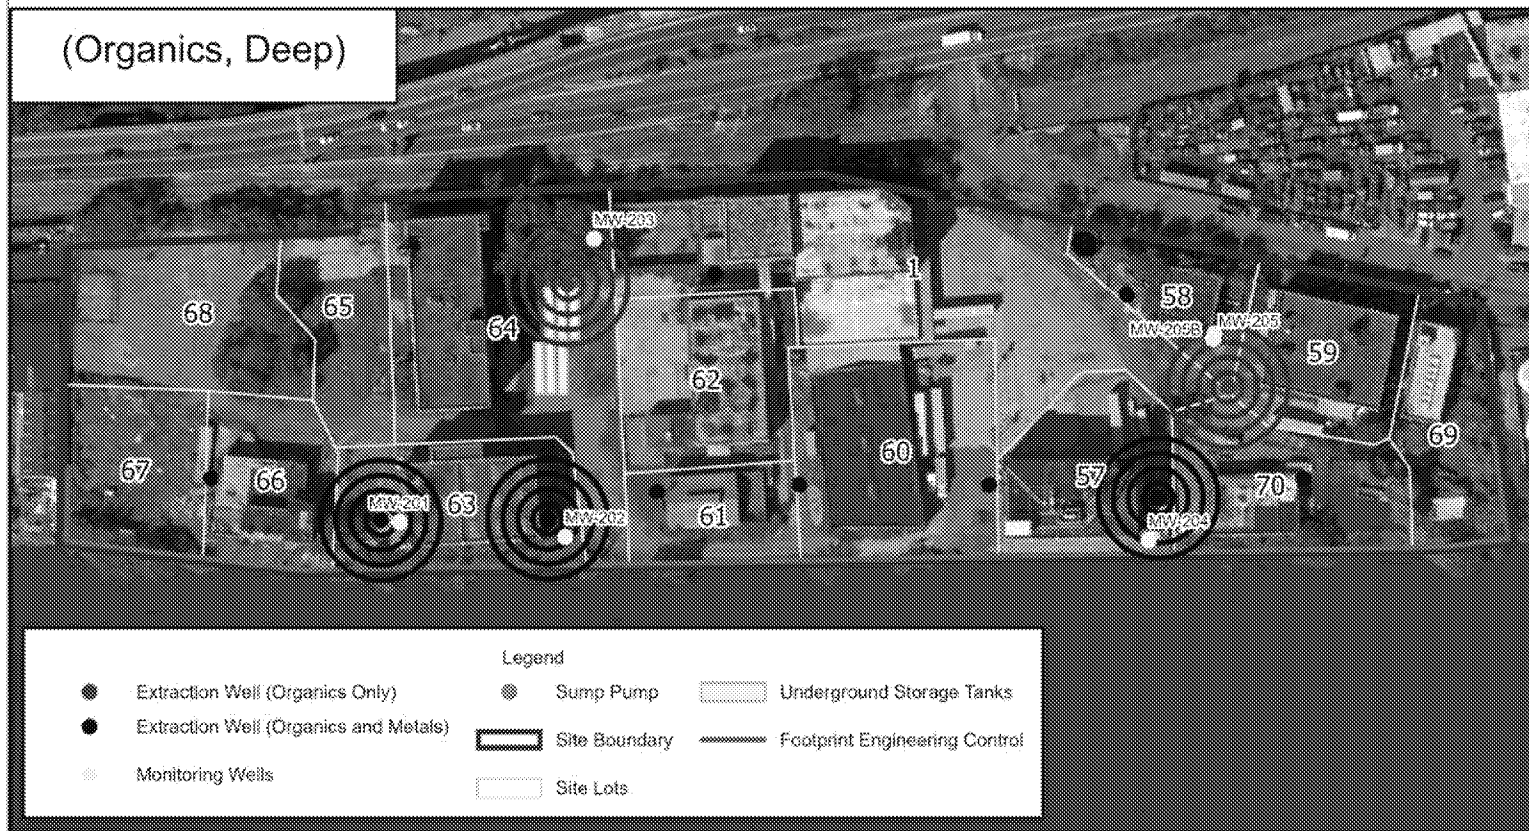 (Organics, Deep)
MW-203
1
68
65
64
58
MW-205B
MW-205
59
62
69
67
66
MW-201
63
MW-202
61
60
57
70
MW-204
Legend
Extraction Well (Organics Only)
Sump Pump
Underground Storage Tanks
Extraction Well (Organics and Metals)
Site Boundary
Footprint Engineering Control
Monitoring Wells
Site Lots